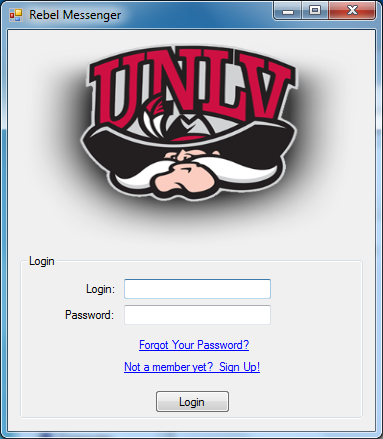 Rebel Messenger
UNLV
Login
Login:
Password:
Forgot Your Password?
Not a member yet?  Sign Up!
Login